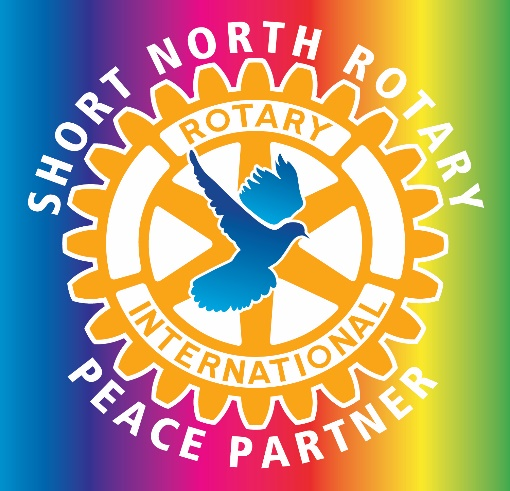 SHORT NORTH ROTARY
ROTARY
INTERNATIONAL
PEACE PARTNER